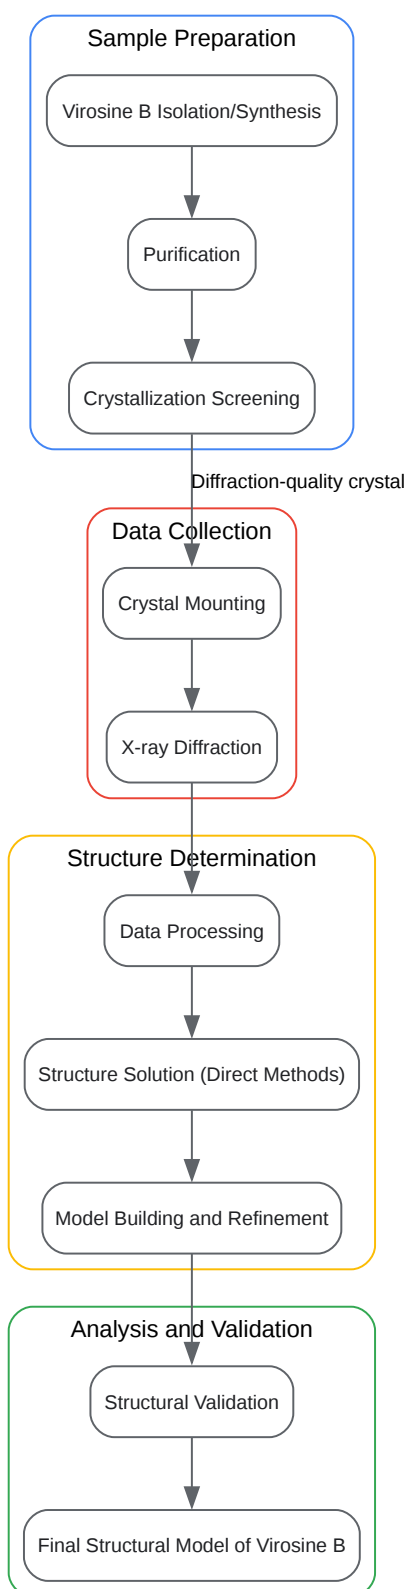 Sample Preparation
Virosine B Isolation/Synthesis
Purification
Crystallization Screening
Diffraction-quality crystal
Data Collection
Crystal Mounting
X-ray Diffraction
Structure Determination
Data Processing
Structure Solution (Direct Methods)
Model Building and Refinement
Analysis and Validation
Structural Validation
Final Structural Model of Virosine B